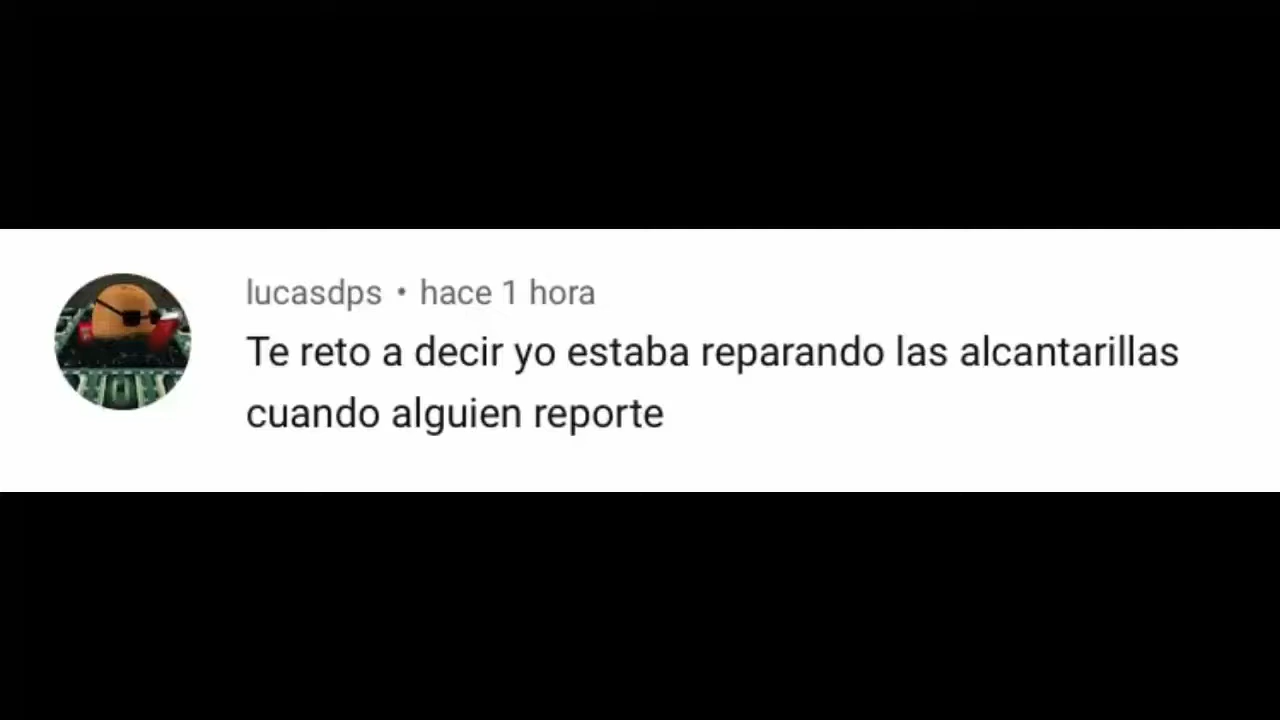 lucasdps • hace 1 hora
Te reto a decir yo estaba reparando las alcantarillas
cuando alguien reporte